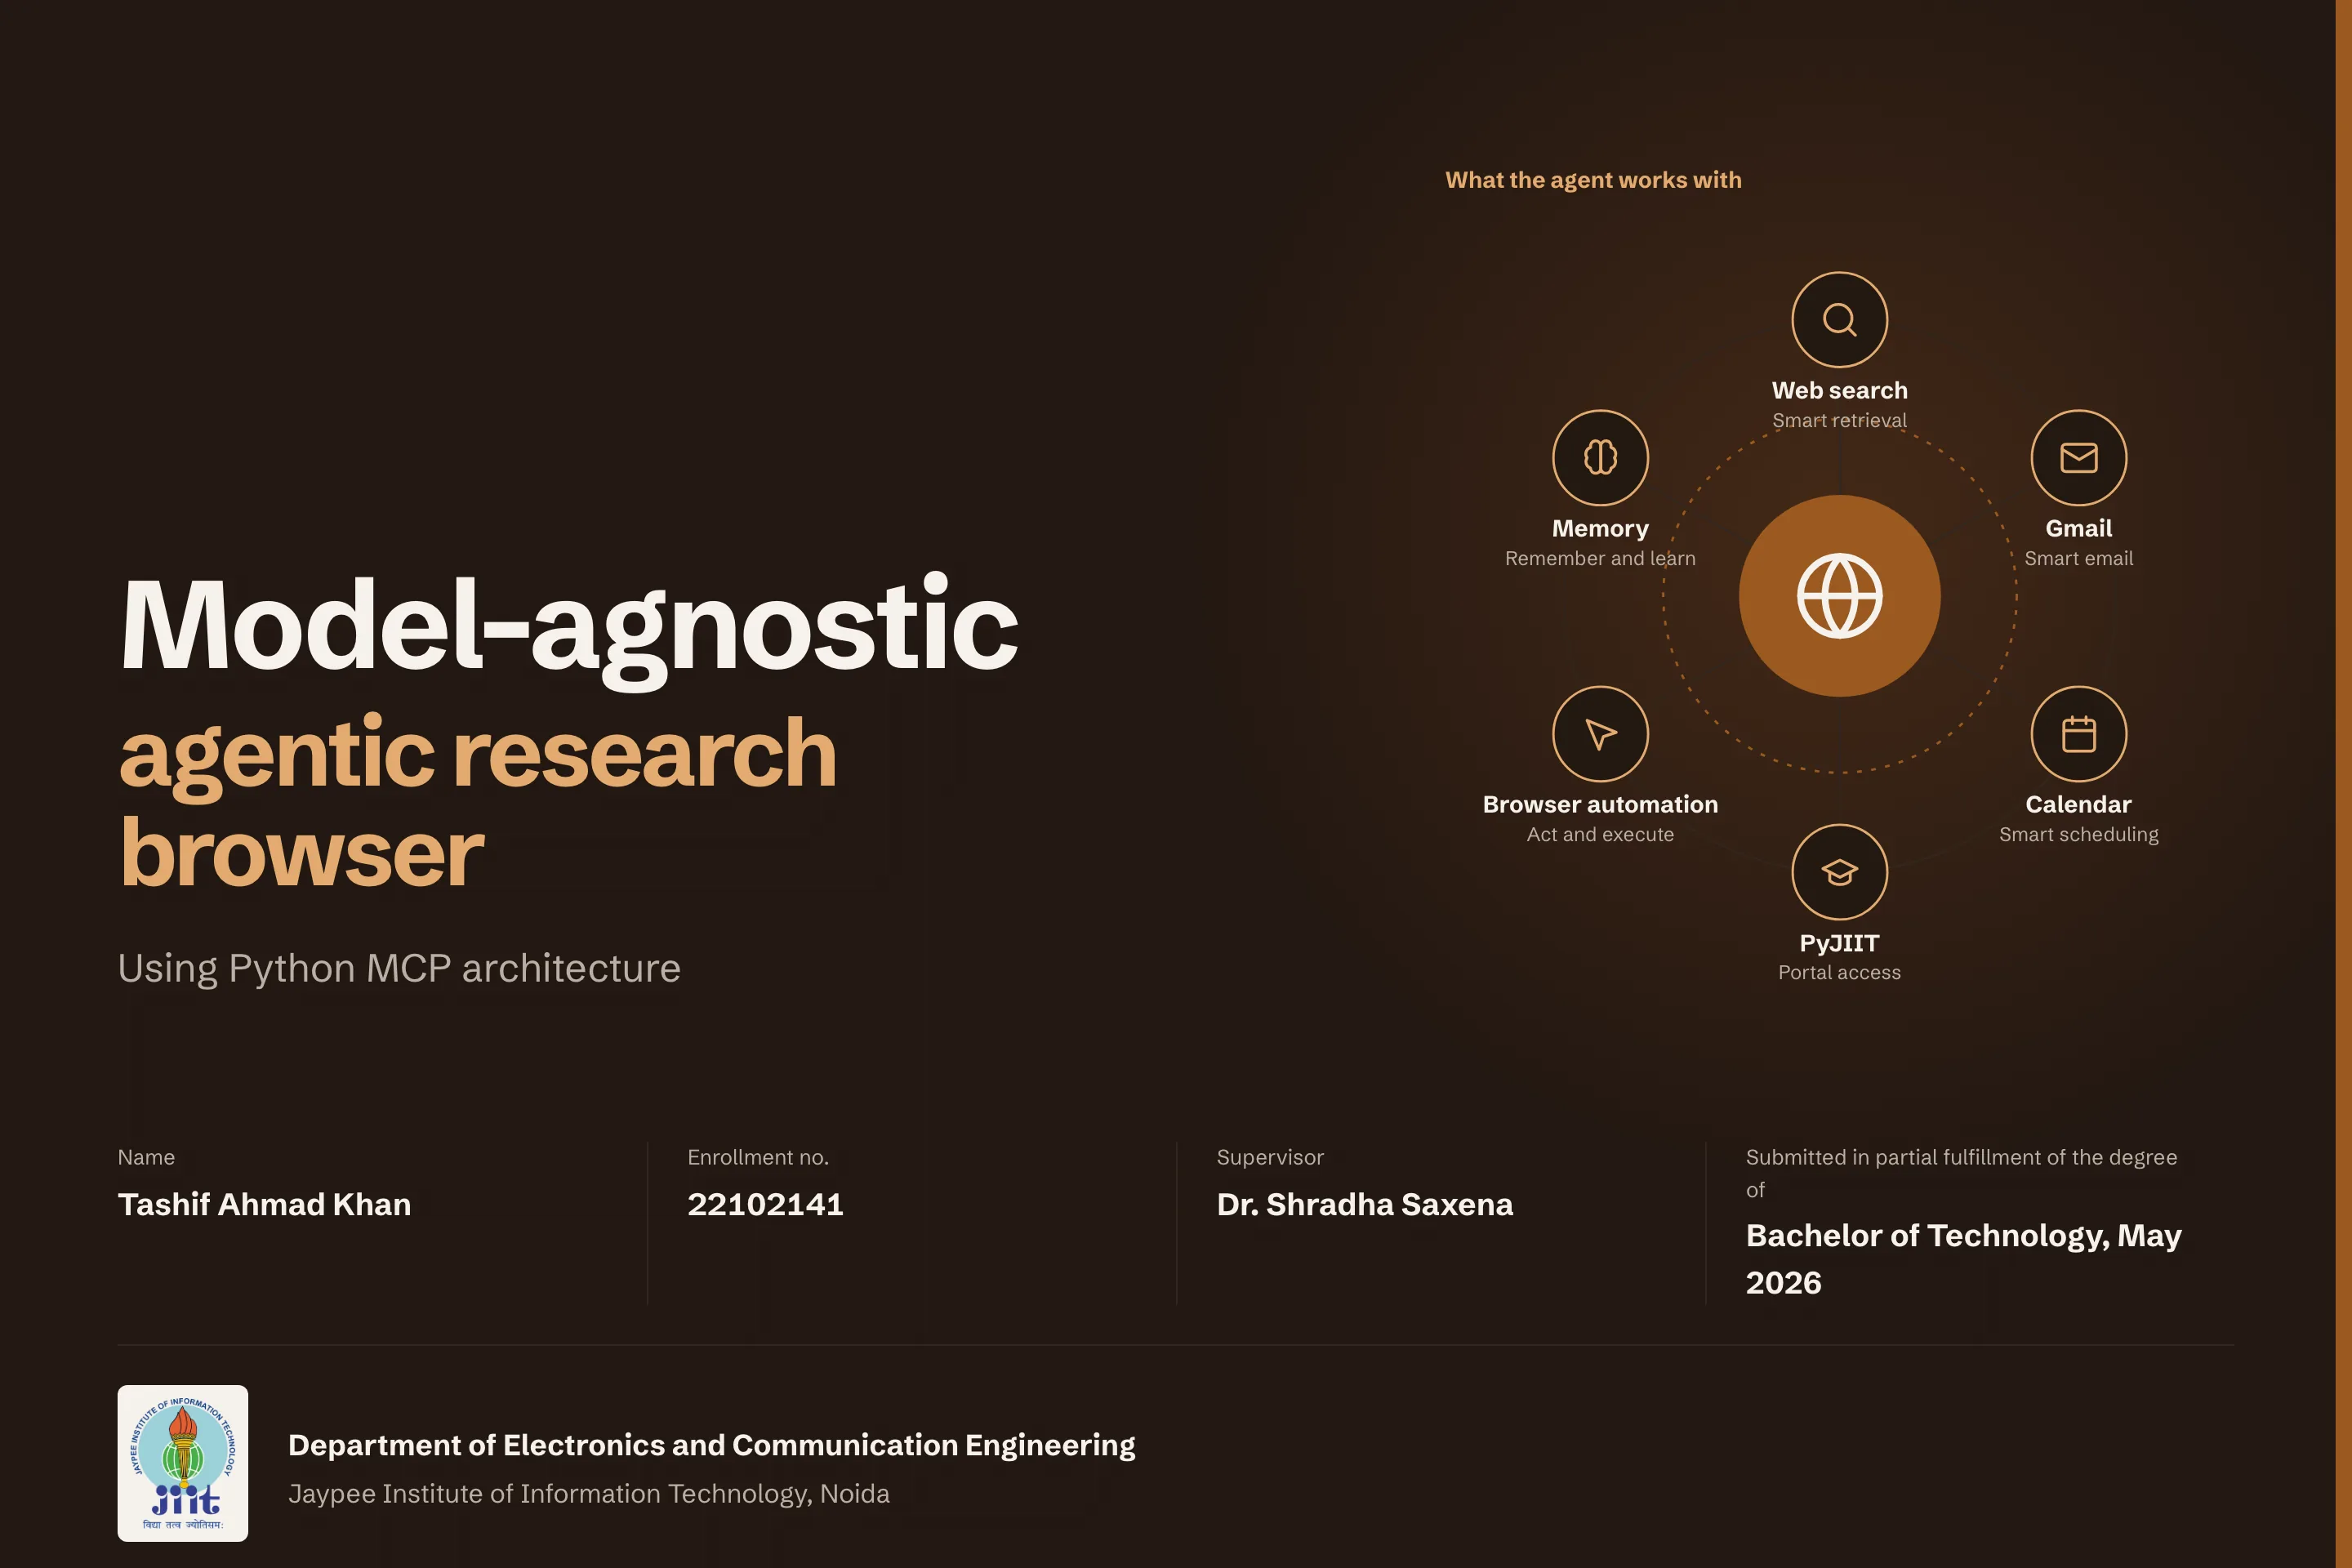 What the agent works with
Web search
Smart retrieval
Memory
Remember and learn
Gmail
Smart email
Model-agnostic
agentic research
browser
Using Python MCP architecture
Browser automation
Act and execute
Calendar
Smart scheduling
PyJIIT
Portal access
Name
Tashif Ahmad Khan
Enrollment no.
22102141
Supervisor
Dr. Shradha Saxena
Submitted in partial fulfillment of the degree
of
Bachelor of Technology, May
2026
JAYPEE INSTITUTE OF INFORMATION TECHNOLOGY
jiit
विद्या तत्व ज्योतिसमः
Department of Electronics and Communication Engineering
Jaypee Institute of Information Technology, Noida